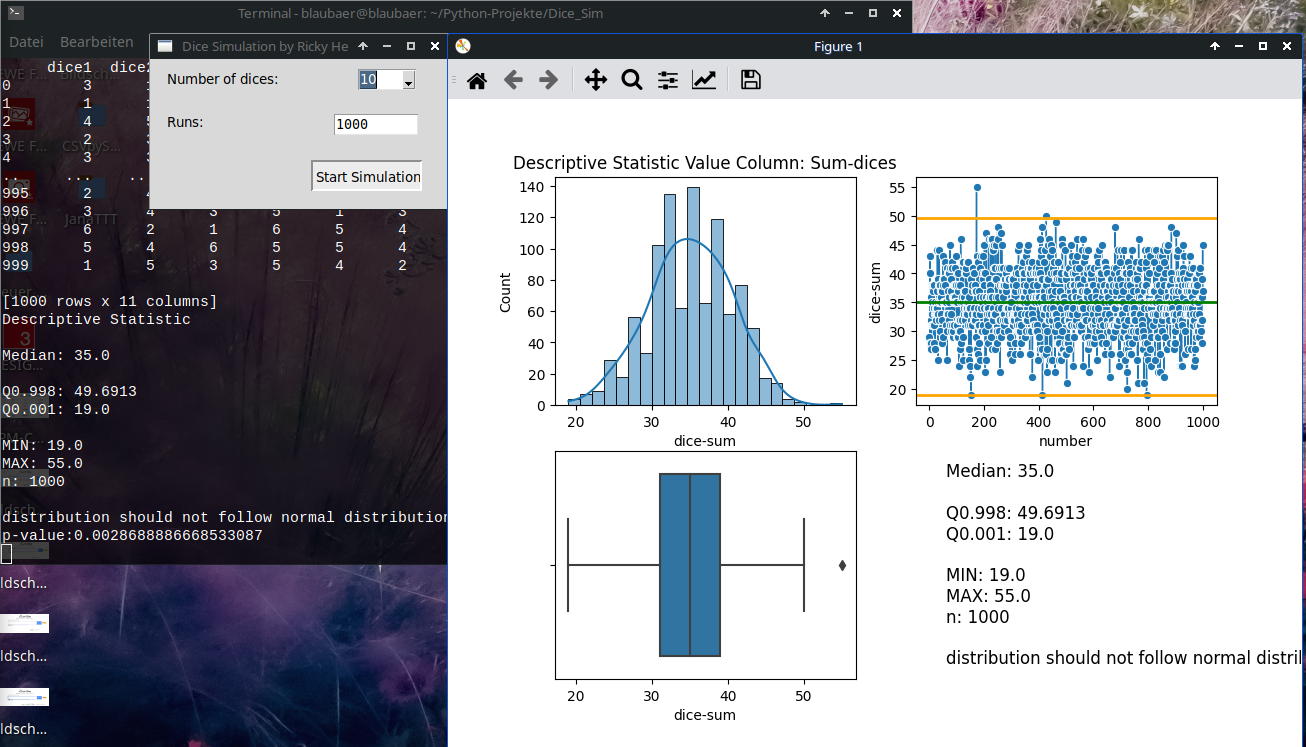 Terminal - blaubaer@blaubaer: ~/Python-Projekte/Dice_Sim
Datei Bearbeiten
Dice Simulation by Ricky He
Number of dices: 10
Runs: 1000
Start Simulation
dice1 dice2
0 3
1 1
2 4
3 2
4 3
.. ... ..
995 2
996 3 4 3 5 1 3
997 6 2 1 6 5 4
998 5 4 6 5 5 4
999 1 5 3 5 4 2
[1000 rows x 11 columns]
Descriptive Statistic
Median: 35.0
Q0.998: 49.6913
Q0.001: 19.0
MIN: 19.0
MAX: 55.0
n: 1000
distribution should not follow normal distribution
p-value:0.0028688886668533087
EWE F...
CSVbyS...
JanaTTT
ldsch...
ldsch...
ldsch...
Figure 1
Descriptive Statistic Value Column: Sum-dices
140
120
100
80
60
40
20
0
Count
20 30 40 50
dice-sum
55
50
45
40
35
30
25
20
dice-sum
0 200 400 600 800 1000
number
20 30 40 50
dice-sum
Median: 35.0
Q0.998: 49.6913
Q0.001: 19.0
MIN: 19.0
MAX: 55.0
n: 1000
distribution should not follow normal distril